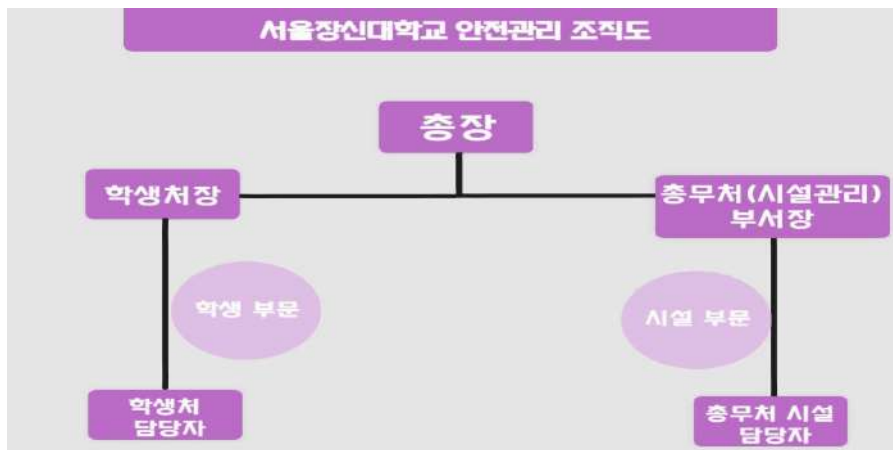 서울장신대학교 안전관리 조직도
총장
학생처장
총무처(시설관리)
부서장
학생 부문
시설 부문
학생처
담당자
총무처 시설
담당자